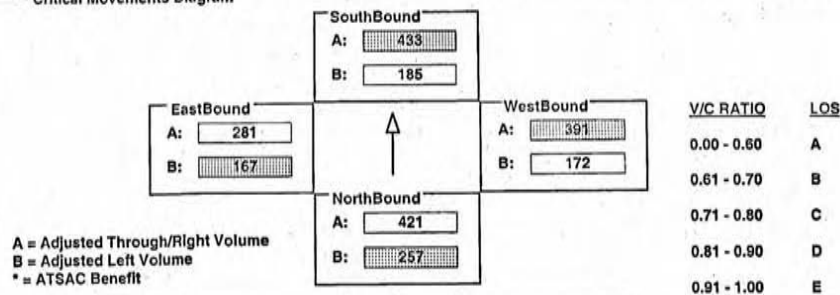 Critical Movements Diagram
SouthBound
A: 433
B: 185
EastBound
A: 281
B: 167
WestBound
A: 391
B: 172
NorthBound
A: 421
B: 257
A = Adjusted Through/Right Volume
B = Adjusted Left Volume
* = ATSAC Benefit
V/C RATIO LOS
0.00 - 0.60 A
0.61 - 0.70 B
0.71 - 0.80 C
0.81 - 0.90 D
0.91 - 1.00 E